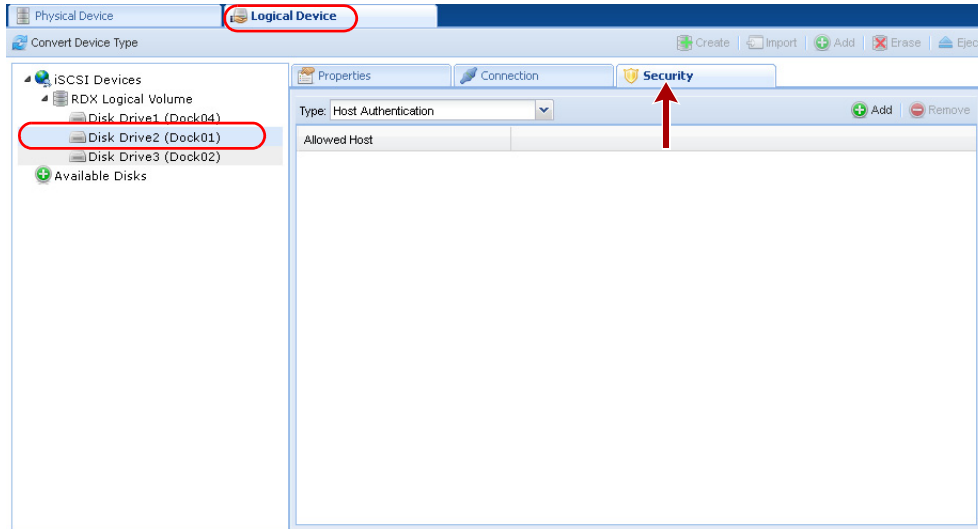 Physical Device
Logical Device
Convert Device Type
Create
Import
Add
Erase
Ejec
iSCSI Devices
RDX Logical Volume
Disk Drive1 (Dock04)
Disk Drive2 (Dock01)
Disk Drive3 (Dock02)
Available Disks
Properties
Connection
Security
Type: Host Authentication
Add
Remove
Allowed Host